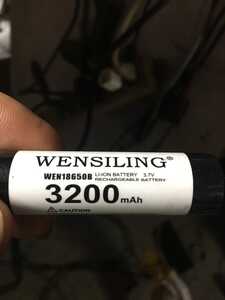 WENSILING®
WEN18650B LI-ION BATTERY 3.7V
RECHARGEABLE BATTERY
3200mAh
⚠CAUTION